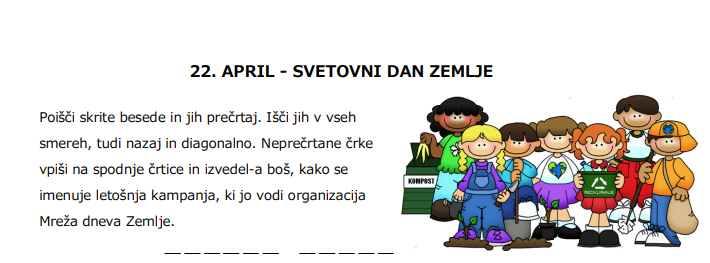 22. APRIL - SVETOVNI DAN ZEMLJE
Poišči skrite besede in jih prečrtaj. Išči jih v vseh
smereh, tudi nazaj in diagonalno. Neprečrtane črke
vpiši na spodnje črtice in izvedel-a boš, kako se
imenuje letošnja kampanja, ki jo vodi organizacija
Mreža dneva Zemlje.
KOMPOST
RECIKLIRANJE